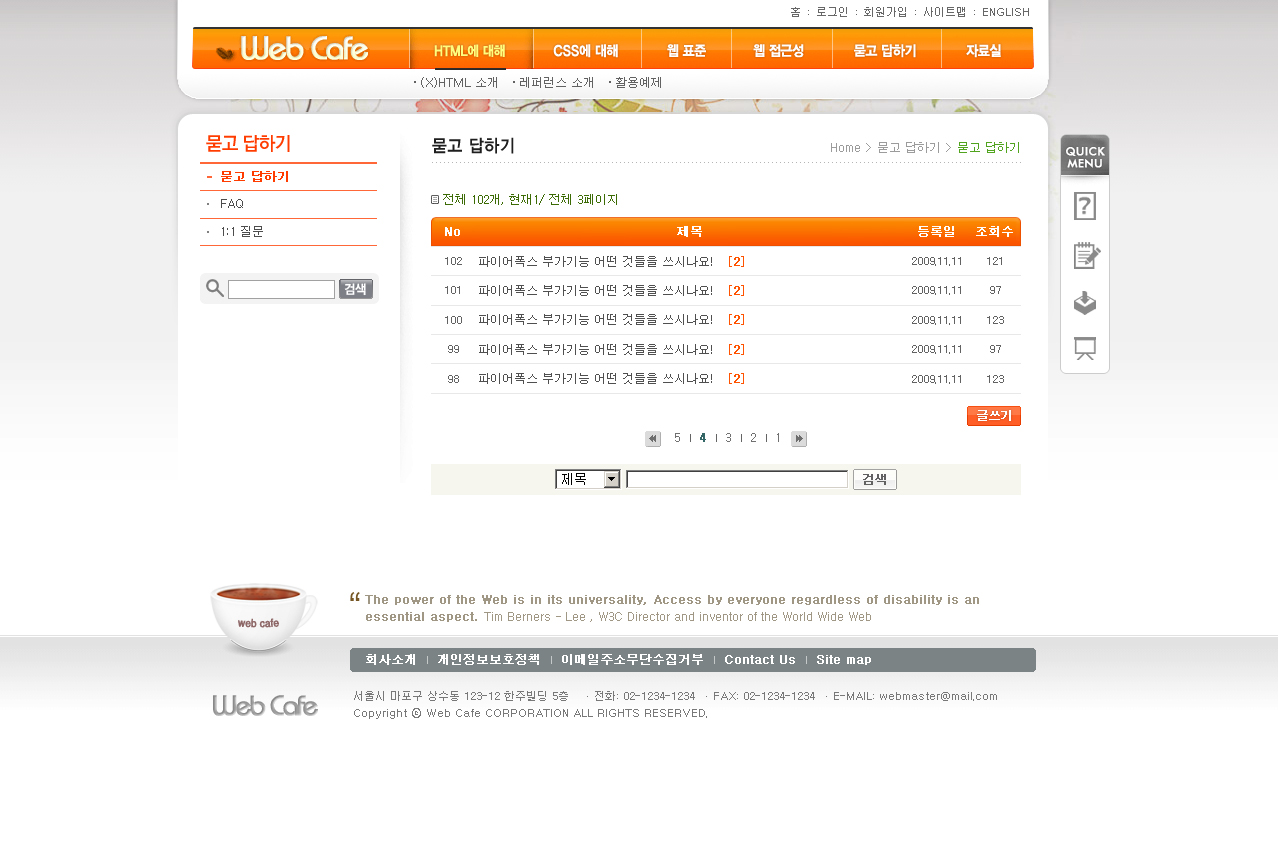 홈 : 로그인 : 회원가입 : 사이트맵 : ENGLISH
Web Cafe HTML에 대해 CSS에 대해 웹 표준 웹 접근성 묻고 답하기 자료실
· (X)HTML 소개 · 레퍼런스 소개 · 활용예제
묻고 답하기
- 묻고 답하기
· FAQ
· 1:1 질문
검색
묻고 답하기
Home > 묻고 답하기 > 묻고 답하기
전체 102개, 현재1/ 전체 3페이지
No 제목 등록일 조회수
102 파이어폭스 부가기능 어떤 것들을 쓰시나요! [2] 2009.11.11 121
101 파이어폭스 부가기능 어떤 것들을 쓰시나요! [2] 2009.11.11 97
100 파이어폭스 부가기능 어떤 것들을 쓰시나요! [2] 2009.11.11 123
99 파이어폭스 부가기능 어떤 것들을 쓰시나요! [2] 2009.11.11 97
98 파이어폭스 부가기능 어떤 것들을 쓰시나요! [2] 2009.11.11 123
글쓰기
5 | 4 | 3 | 2 | 1
제목 검색
QUICK
MENU
web cafe
“ The power of the Web is in its universality, Access by everyone regardless of disability is an
essential aspect. Tim Berners - Lee , W3C Director and inventor of the World Wide Web
회사소개 | 개인정보보호정책 | 이메일주소무단수집거부 | Contact Us | Site map
Web Cafe
서울시 마포구 상수동 123-12 한주빌딩 5층 · 전화: 02-1234-1234 · FAX: 02-1234-1234 · E-MAIL: webmaster@mail.com
Copyright ⓒ Web Cafe CORPORATION ALL RIGHTS RESERVED.